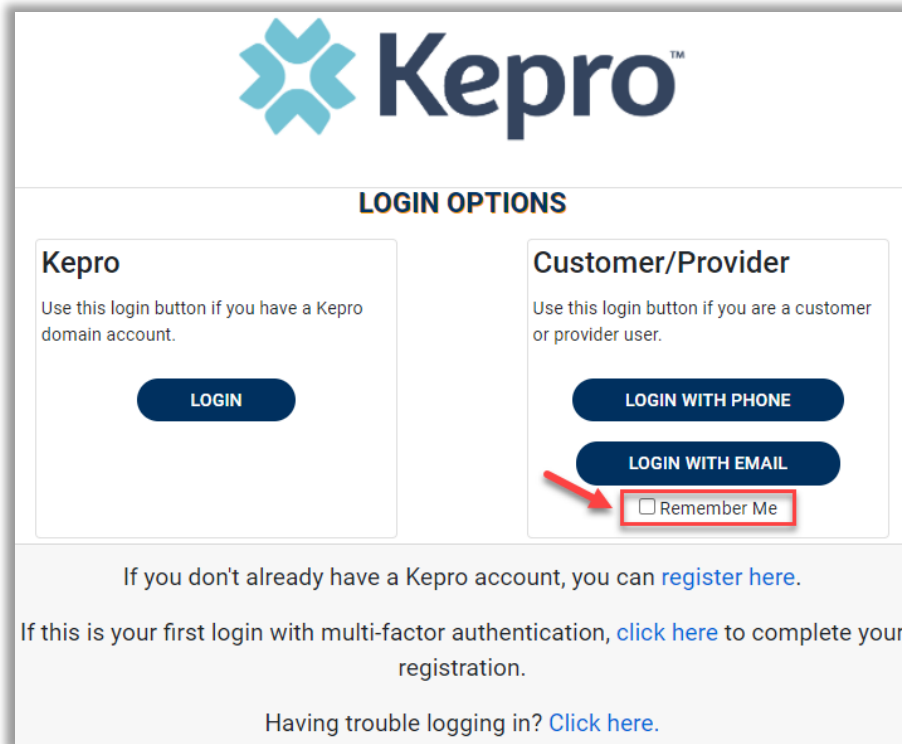 Kepro™
LOGIN OPTIONS
Kepro
Use this login button if you have a Kepro
domain account.
LOGIN
Customer/Provider
Use this login button if you are a customer
or provider user.
LOGIN WITH PHONE
LOGIN WITH EMAIL
Remember Me
If you don't already have a Kepro account, you can register here.
If this is your first login with multi-factor authentication, click here to complete your
registration.
Having trouble logging in? Click here.